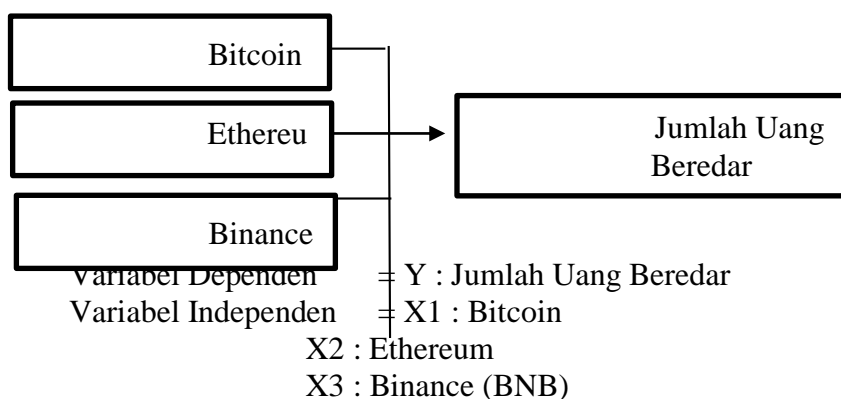 Bitcoin
Ethereu
Binance
Jumlah Uang
Beredar
Variabel Dependen = Y : Jumlah Uang Beredar
Variabel Independen = X1 : Bitcoin
X2 : Ethereum
X3 : Binance (BNB)